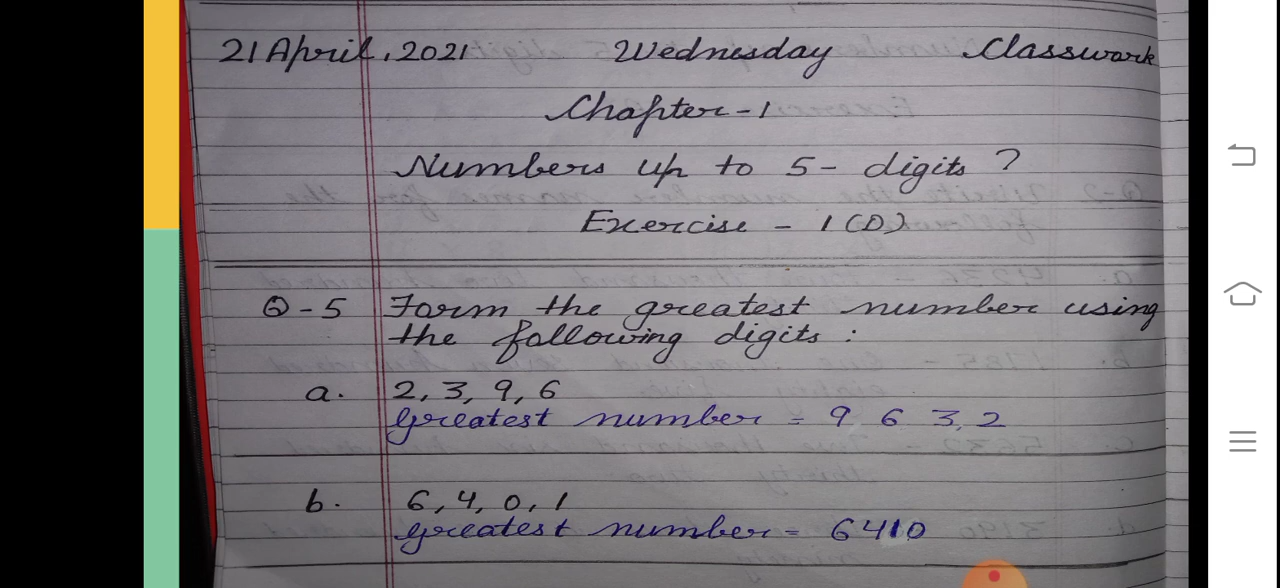 21 April, 2021 Wednesday Classwork
Chapter - 1
Numbers up to 5 - digits ?
Exercise - 1 (D)
Q - 5 Form the greatest number using
the following digits :
a. 2, 3, 9, 6
Greatest number = 9 6 3, 2
b. 6, 4, 0, 1
Greatest number = 6410